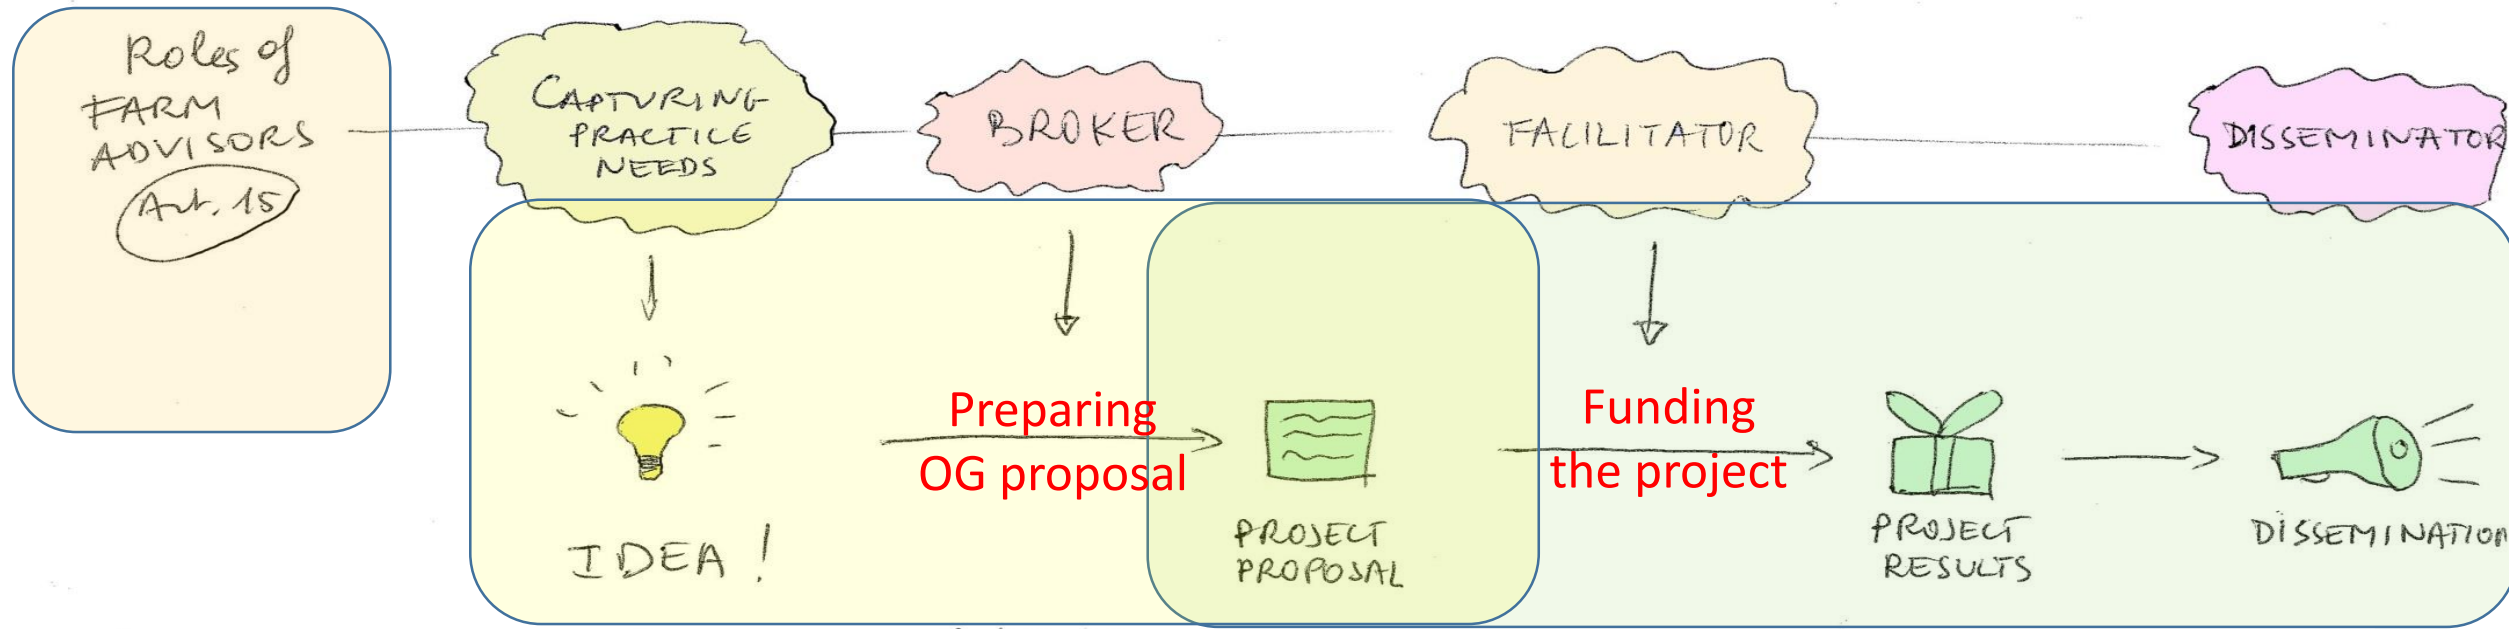 Roles of
FARM
ADVISORS
Art. 15
CAPTURING
PRACTICE
NEEDS
BROKER
FACILITATOR
DISSEMINATOR
IDEA !
Preparing
OG proposal
PROJECT
PROPOSAL
Funding
the project
PROJECT
RESULTS
DISSEMINATION